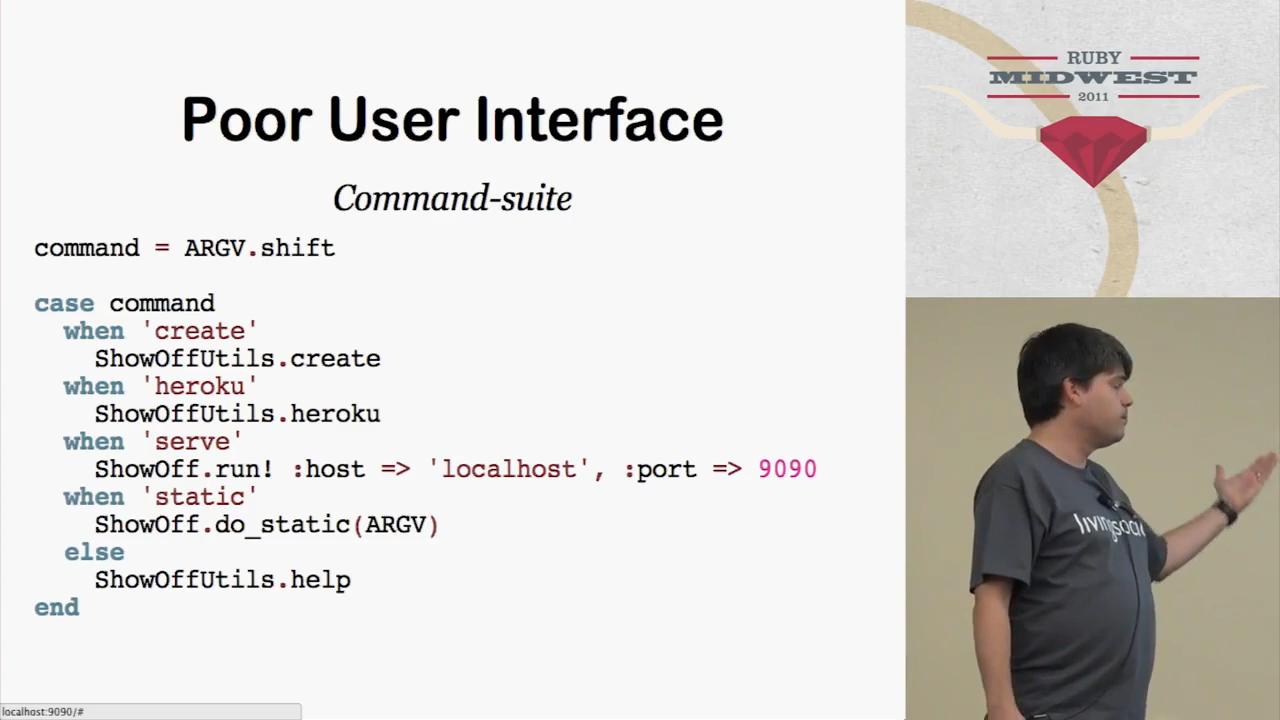 Poor User Interface
Command-suite
command = ARGV.shift
case command
when 'create'
ShowOffUtils.create
when 'heroku'
ShowOffUtils.heroku
when 'serve'
ShowOff.run! :host => 'localhost', :port => 9090
when 'static'
ShowOff.do_static(ARGV)
else
ShowOffUtils.help
end
localhost:9090/#
RUBY
MIDWEST
2011
livingsoci